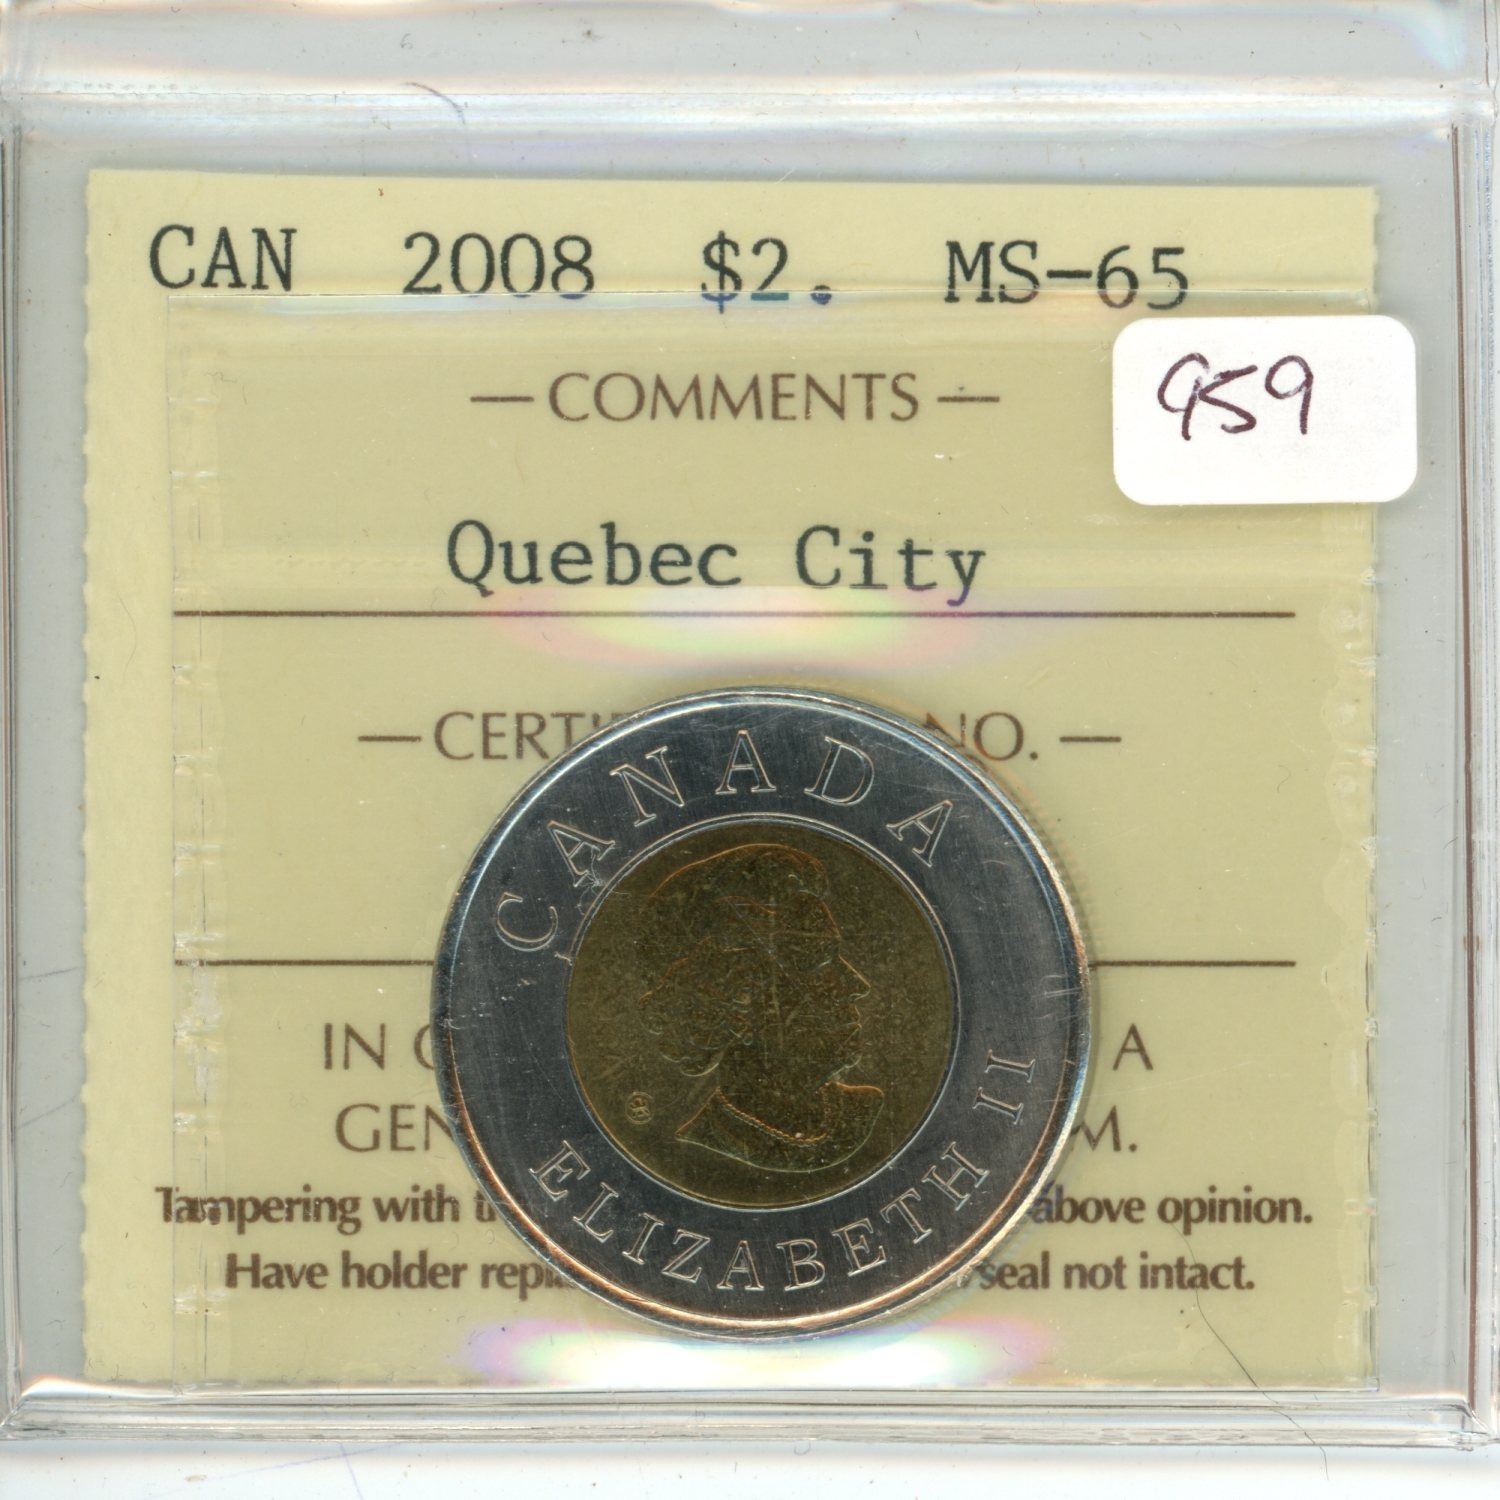 CAN 2008 $2. MS-65
— COMMENTS —
959
Quebec City
— CERTI NO. —
CANADA
ELIZABETH II
IN A
GEN M.
Tampering with above opinion.
Have holder repl seal not intact.